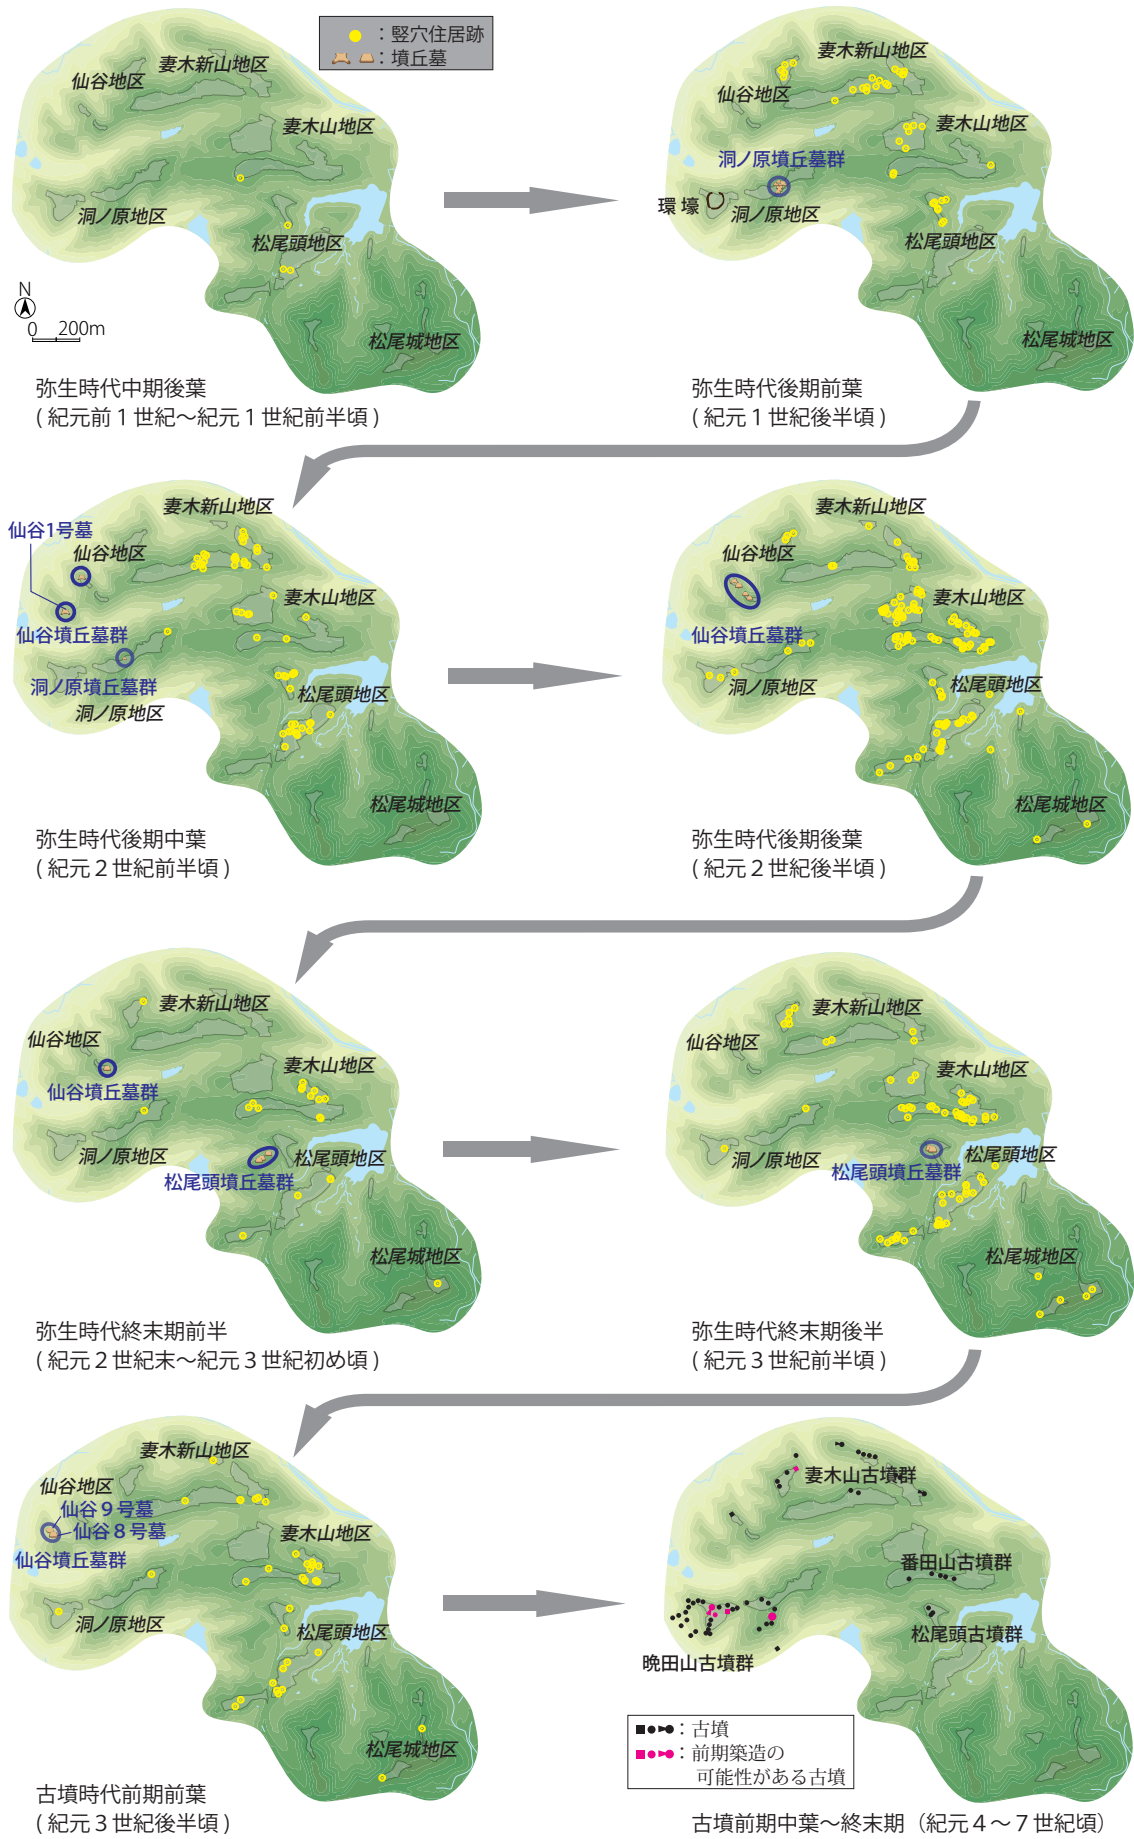 ：竪穴住居跡
：墳丘墓
妻木新山地区
仙谷地区
妻木山地区
洞ノ原地区
松尾頭地区
松尾城地区
N
0 200m
弥生時代中期後葉
( 紀元前 1 世紀～紀元 1 世紀前半頃 )
妻木新山地区
仙谷地区
妻木山地区
洞ノ原墳丘墓群
環 壕
洞ノ原地区
松尾頭地区
松尾城地区
弥生時代後期前葉
( 紀元 1 世紀後半頃 )
妻木新山地区
仙谷1号墓
仙谷地区
妻木山地区
仙谷墳丘墓群
洞ノ原墳丘墓群
松尾頭地区
洞ノ原地区
松尾城地区
弥生時代後期中葉
( 紀元 2 世紀前半頃 )
妻木新山地区
仙谷地区
妻木山地区
仙谷墳丘墓群
洞ノ原地区
松尾頭地区
松尾城地区
弥生時代後期後葉
( 紀元 2 世紀後半頃 )
妻木新山地区
仙谷地区
妻木山地区
仙谷墳丘墓群
洞ノ原地区
松尾頭地区
松尾頭墳丘墓群
松尾城地区
弥生時代終末期前半
( 紀元 2 世紀末～紀元 3 世紀初め頃 )
妻木新山地区
仙谷地区
妻木山地区
洞ノ原地区
松尾頭地区
松尾頭墳丘墓群
松尾城地区
弥生時代終末期後半
( 紀元 3 世紀前半頃 )
妻木新山地区
仙谷地区
仙谷 9 号墓
仙谷 8 号墓
仙谷墳丘墓群
妻木山地区
洞ノ原地区
松尾頭地区
松尾城地区
古墳時代前期前葉
( 紀元 3 世紀後半頃 )
妻木山古墳群
番田山古墳群
松尾頭古墳群
晩田山古墳群
：古墳
：前期築造の
可能性がある古墳
古墳前期中葉～終末期（紀元 4 ～ 7 世紀頃）